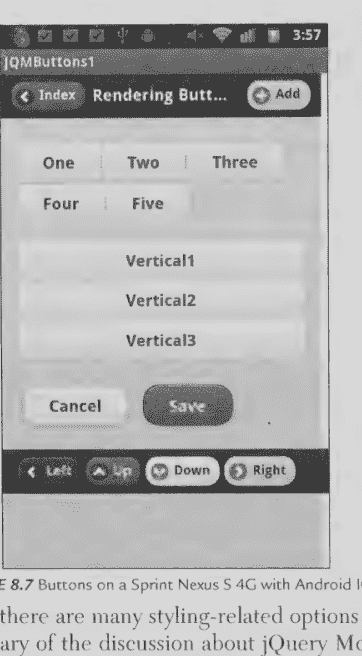 3:57
JQMButtons1
Index Rendering Butt... Add
One Two Three
Four Five
Vertical1
Vertical2
Vertical3
Cancel Save
Left Up Down Right
8.7 Buttons on a Sprint Nexus S 4G with Android
there are many styling-related options
of the discussion about jQuery